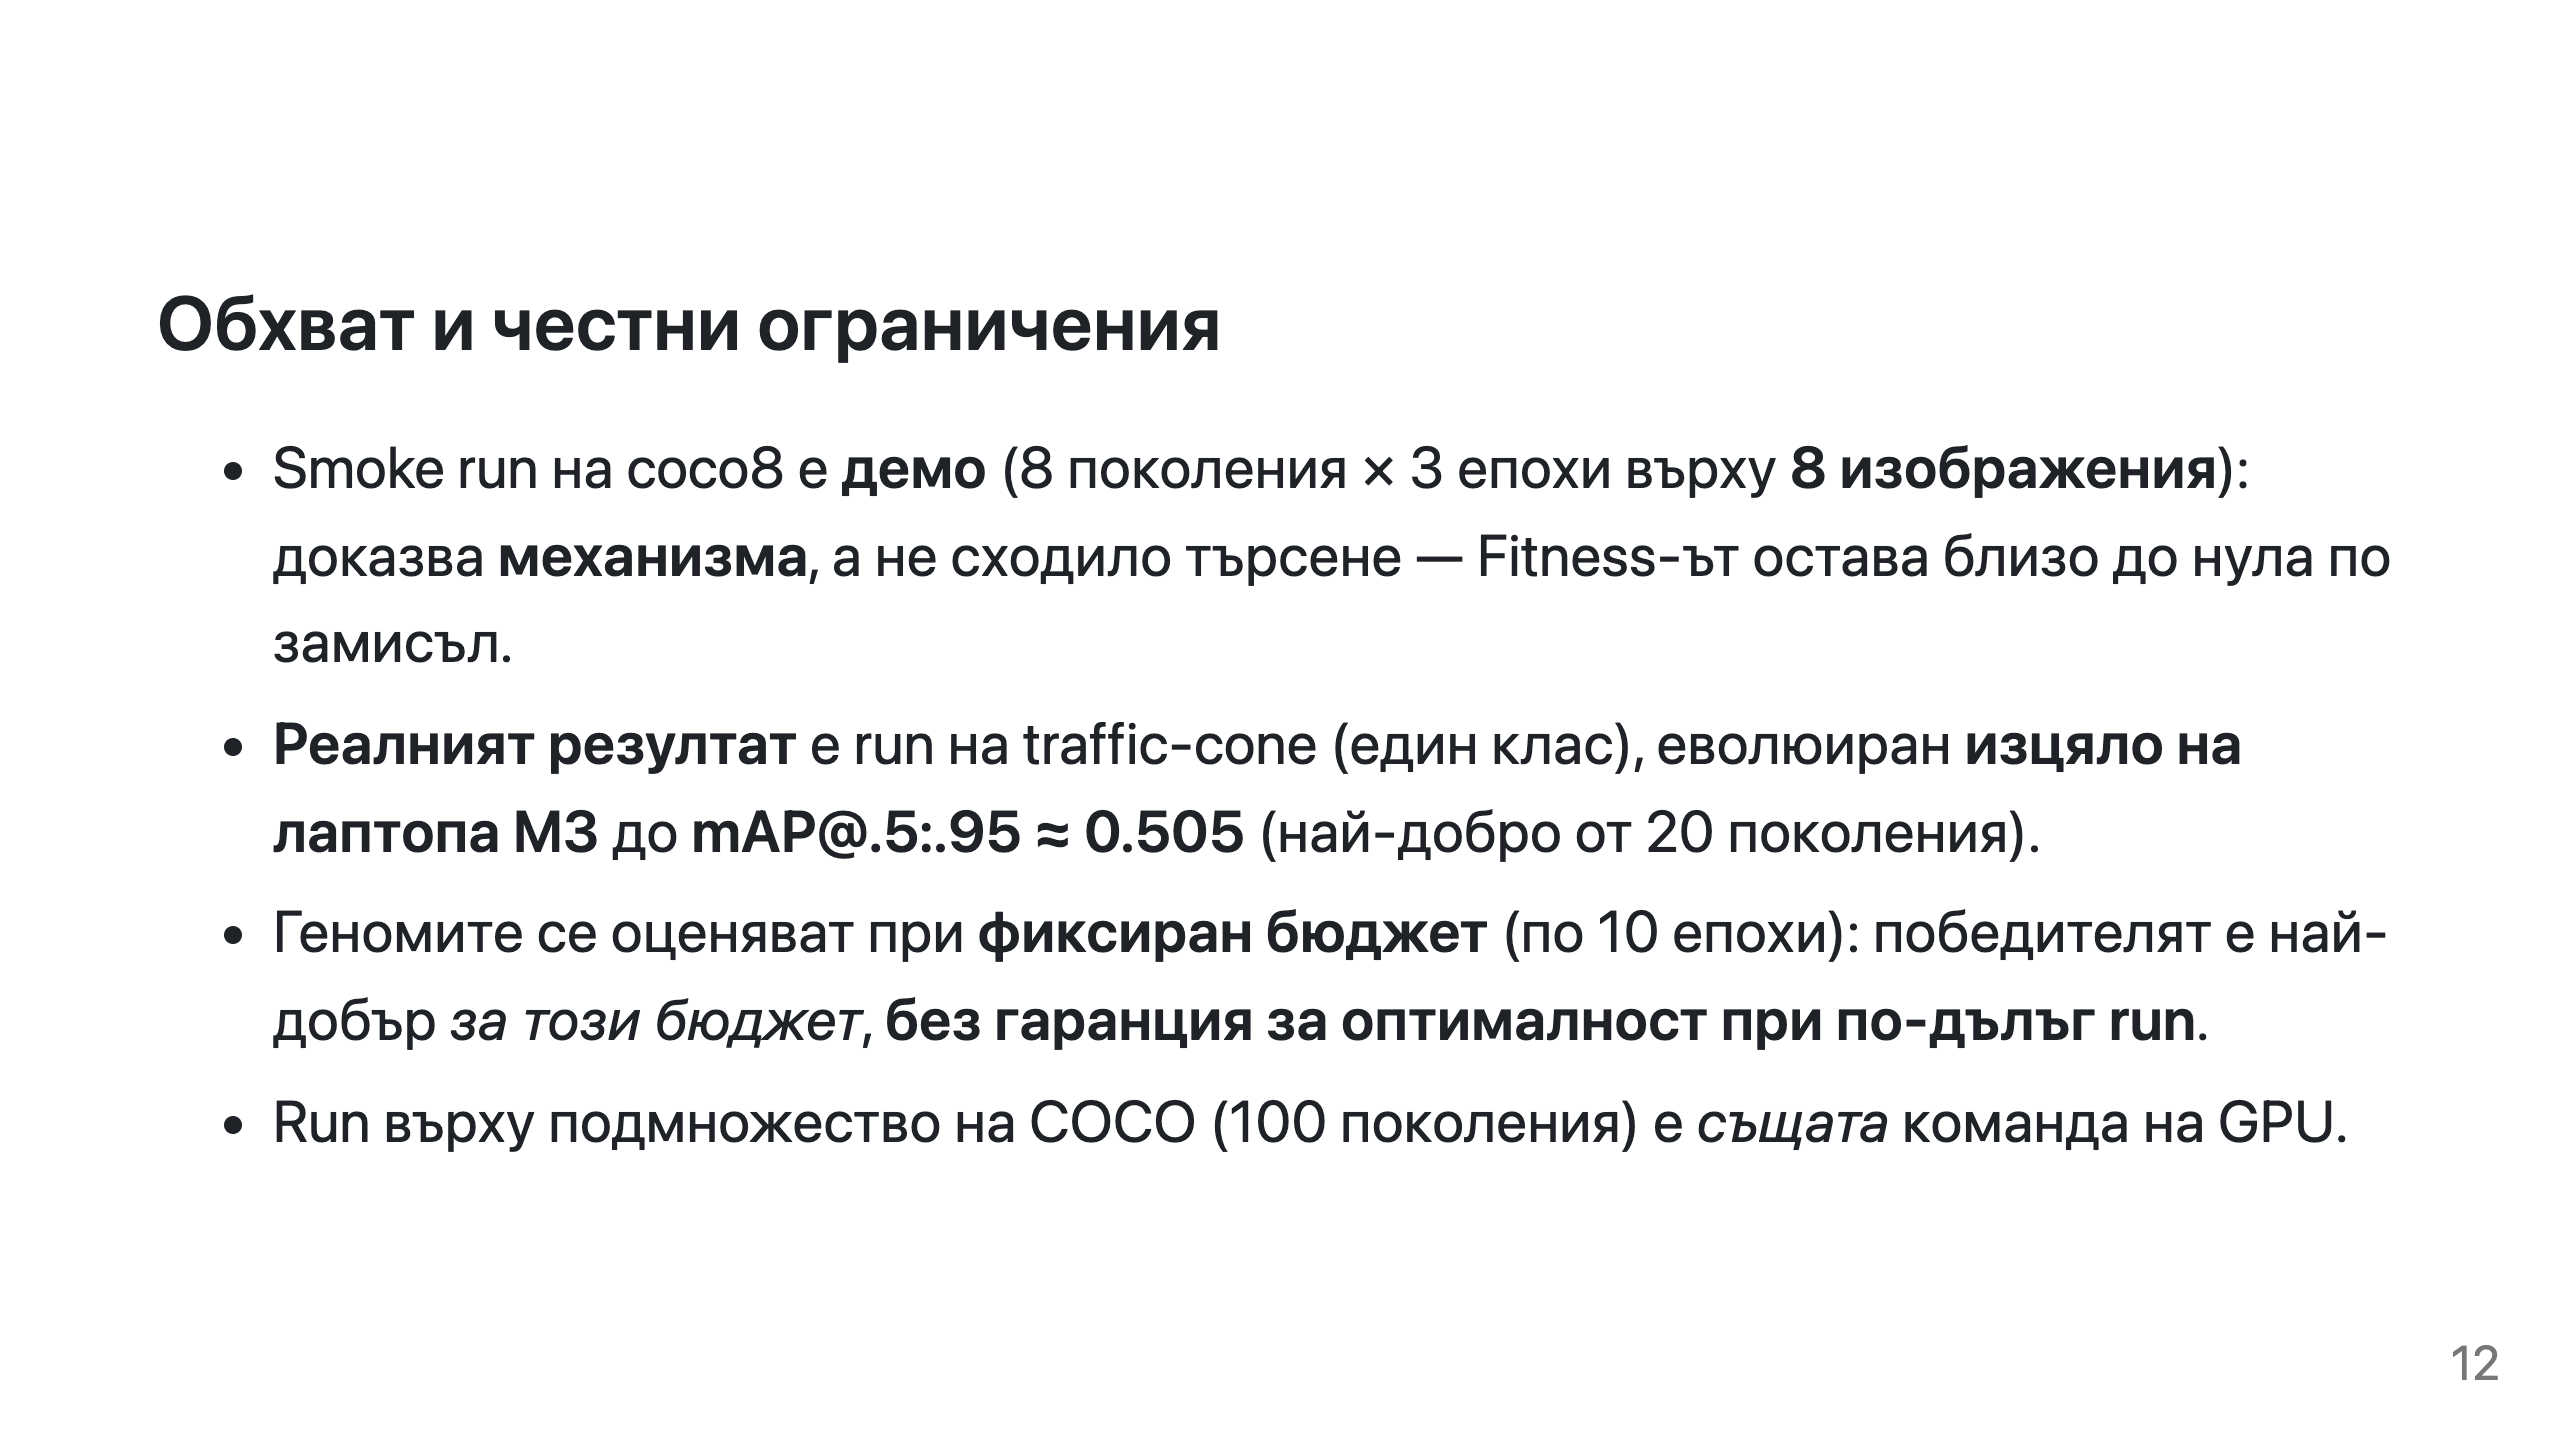 Обхват и честни ограничения
• Smoke run на coco8 е демо (8 поколения × 3 епохи върху 8 изображения):
доказва механизма, а не сходило търсене — Fitness-ът остава близо до нула по
замисъл.
• Реалният резултат е run на traffic-cone (един клас), еволюиран изцяло на
лаптопа M3 до mAP@.5:.95 ≈ 0.505 (най-добро от 20 поколения).
• Геномите се оценяват при фиксиран бюджет (по 10 епохи): победителят е най-
добър за този бюджет, без гаранция за оптималност при по-дълъг run.
• Run върху подмножество на COCO (100 поколения) е същата команда на GPU.
12